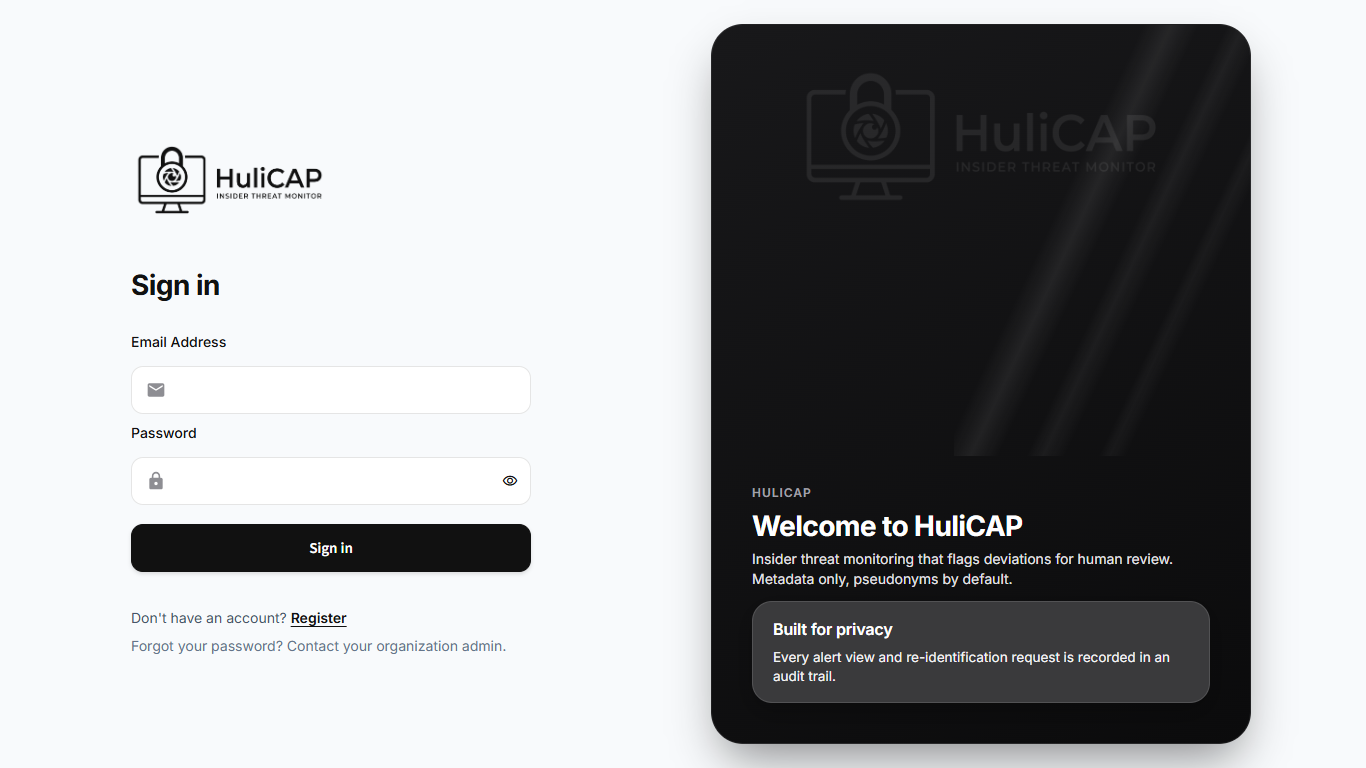 HuliCAP
INSIDER THREAT MONITOR
Sign in
Email Address
Password
Sign in
Don't have an account? Register
Forgot your password? Contact your organization admin.
HuliCAP
INSIDER THREAT MONITOR
HULICAP
Welcome to HuliCAP
Insider threat monitoring that flags deviations for human review.
Metadata only, pseudonyms by default.
Built for privacy
Every alert view and re-identification request is recorded in an
audit trail.